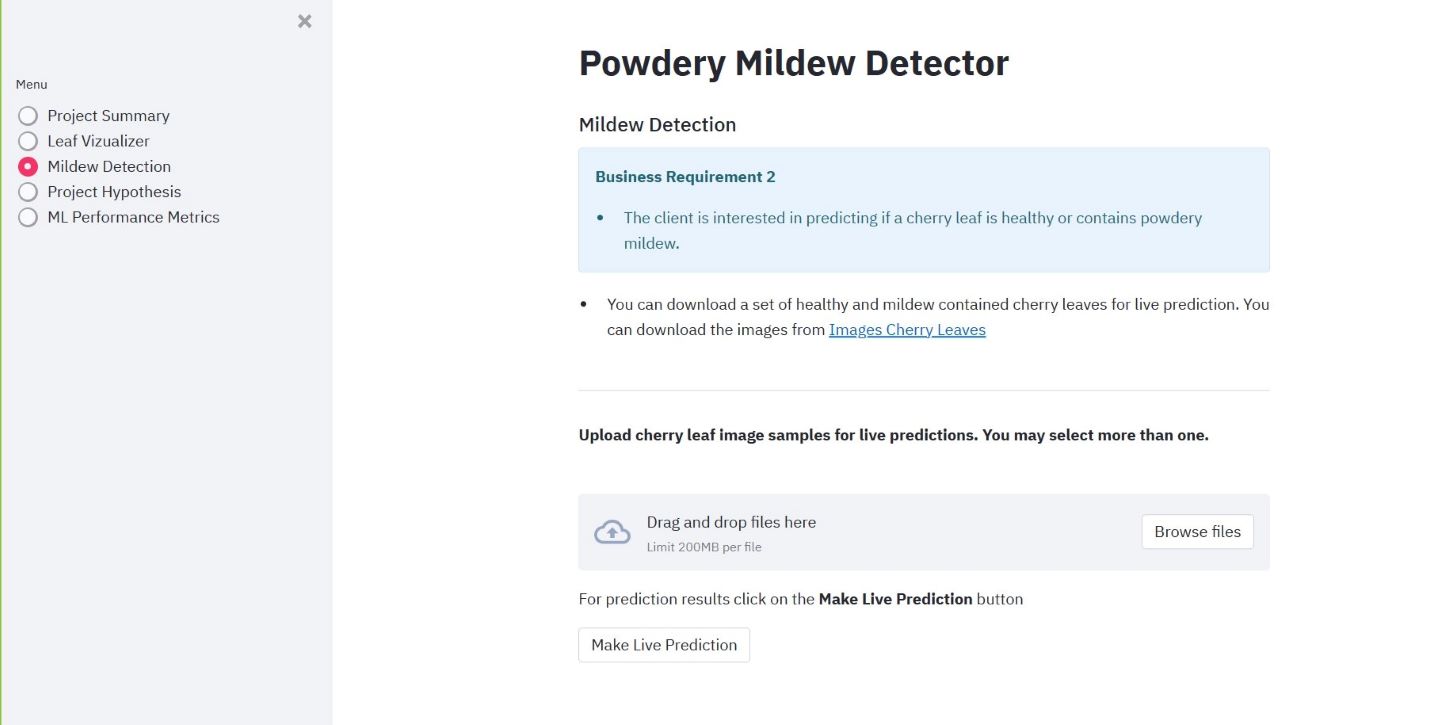 Menu
Project Summary
Leaf Vizualizer
Mildew Detection
Project Hypothesis
ML Performance Metrics
Powdery Mildew Detector
Mildew Detection
Business Requirement 2
• The client is interested in predicting if a cherry leaf is healthy or contains powdery
mildew.
• You can download a set of healthy and mildew contained cherry leaves for live prediction. You
can download the images from Images Cherry Leaves
Upload cherry leaf image samples for live predictions. You may select more than one.
Drag and drop files here
Limit 200MB per file
Browse files
For prediction results click on the Make Live Prediction button
Make Live Prediction